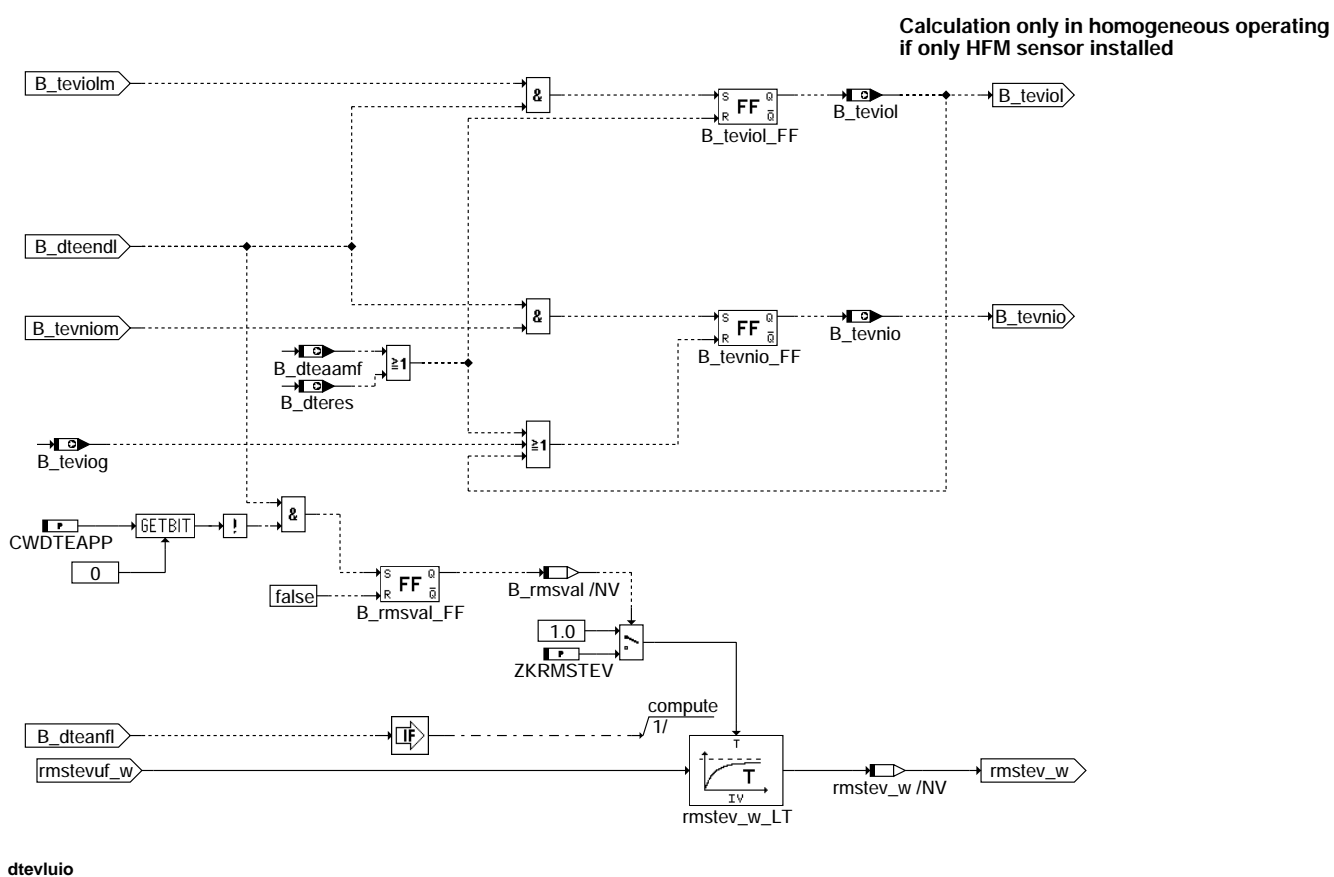 Calculation only in homogeneous operating
if only HFM sensor installed
B_teviolm
&
S Q
FF
R Q̅
B_teviol_FF
B_teviol
B_teviol
B_dteendl
B_tevniom
&
S Q
FF
R Q̅
B_tevnio_FF
B_tevnio
B_tevnio
B_dteaamf
≧1
B_dteres
B_teviog
≧1
&
P
CWDTEAPP
GETBIT
!
0
S Q
FF
R Q̅
false
B_rmsval_FF
B_rmsval /NV
1.0
P
ZKRMSTEV
compute
1/
B_dteanfl
IF
rmstevuf_w
T
T
IV
rmstev_w_LT
rmstev_w /NV
rmstev_w
dtevluio